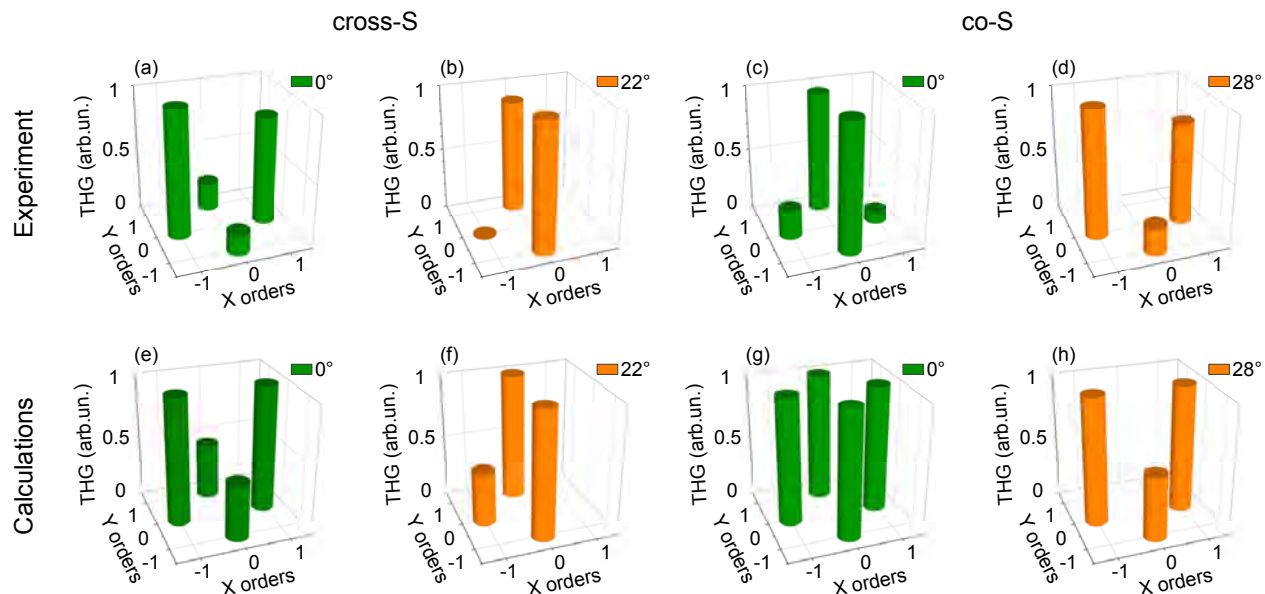 cross-S
co-S
Experiment
Calculations
(a)
0°
THG (arb.un.)
1
0.5
0
Y orders
1
0
-1
X orders
-1
0
1
(b)
22°
THG (arb.un.)
1
0.5
0
Y orders
1
0
-1
X orders
-1
0
1
(c)
0°
THG (arb.un.)
1
0.5
0
Y orders
1
0
-1
X orders
-1
0
1
(d)
28°
THG (arb.un.)
1
0.5
0
Y orders
1
0
-1
X orders
-1
0
1
(e)
0°
THG (arb.un.)
1
0.5
0
Y orders
1
0
-1
X orders
-1
0
1
(f)
22°
THG (arb.un.)
1
0.5
0
Y orders
1
0
-1
X orders
-1
0
1
(g)
0°
THG (arb.un.)
1
0.5
0
Y orders
1
0
-1
X orders
-1
0
1
(h)
28°
THG (arb.un.)
1
0.5
0
Y orders
1
0
-1
X orders
-1
0
1